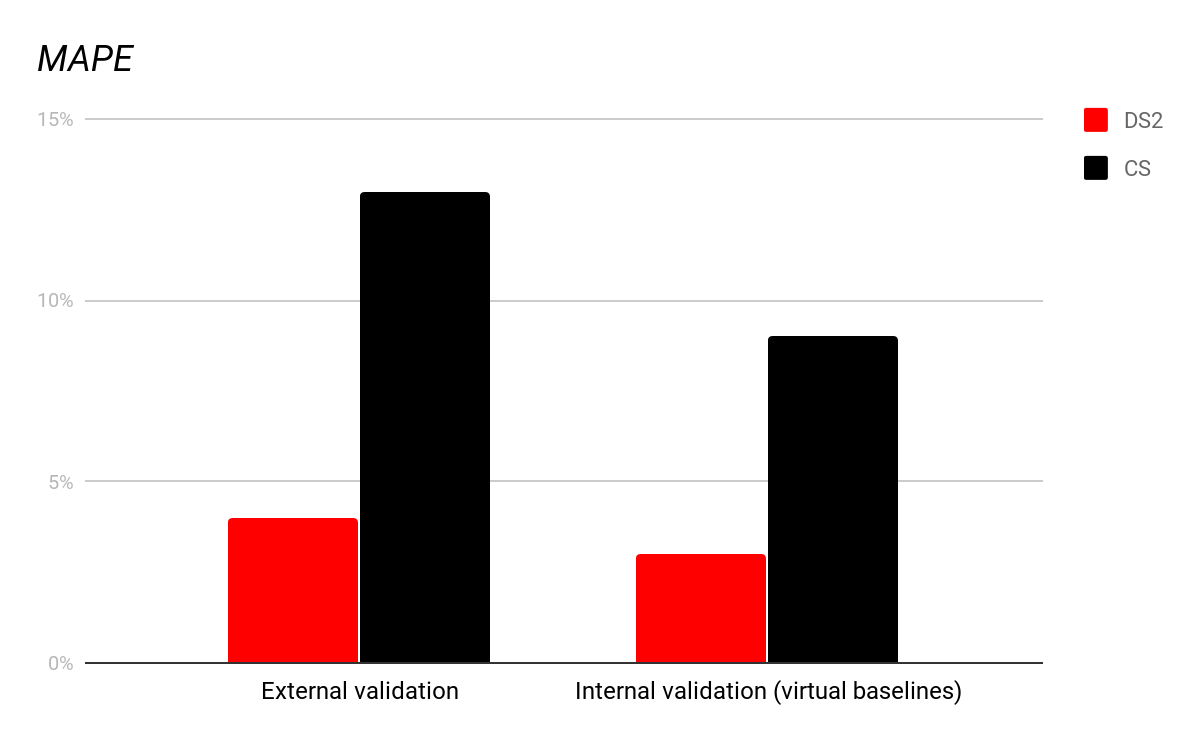 MAPE
15%
10%
5%
0%
External validation
Internal validation (virtual baselines)
DS2
CS